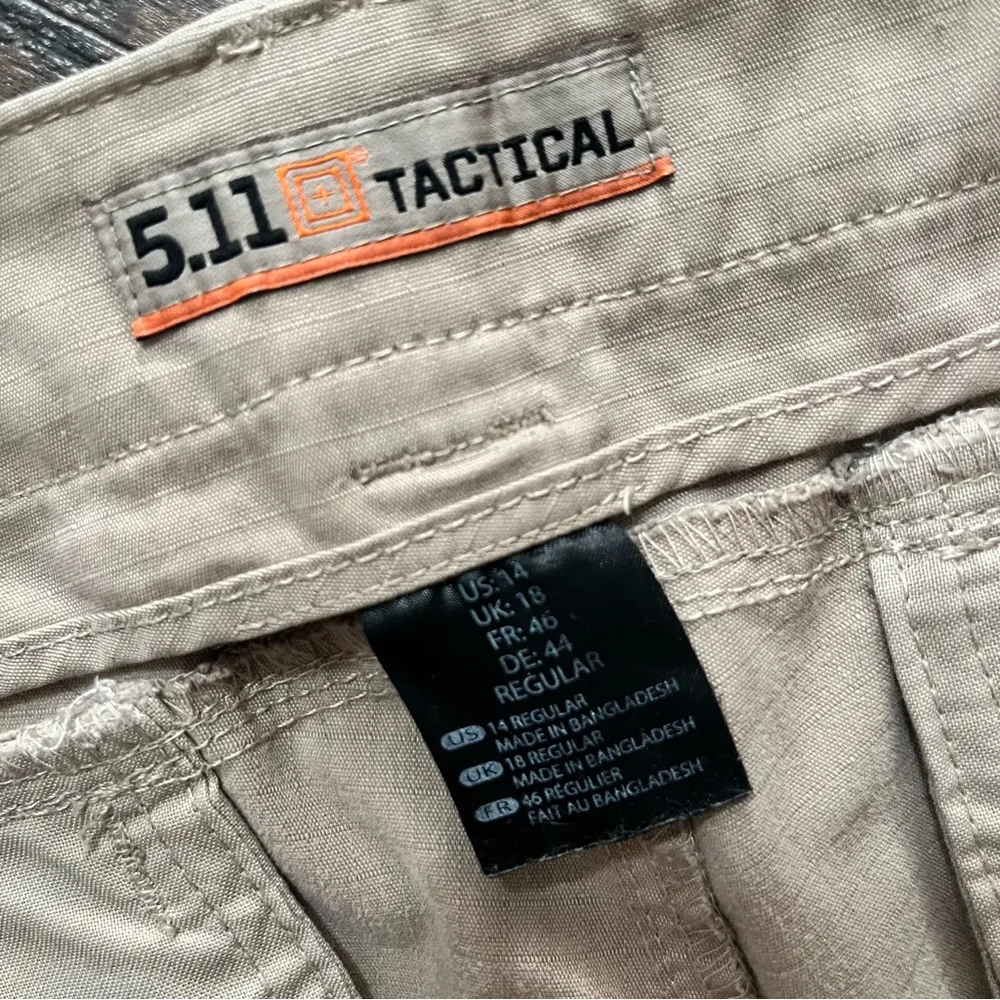 5.11 TACTICAL
US: 14
UK: 18
FR: 46
DE: 44
REGULAR
US 14 REGULAR
MADE IN BANGLADESH
UK 18 REGULAR
MADE IN BANGLADESH
FR 46 RÉGULIER
FAIT AU BANGLADESH